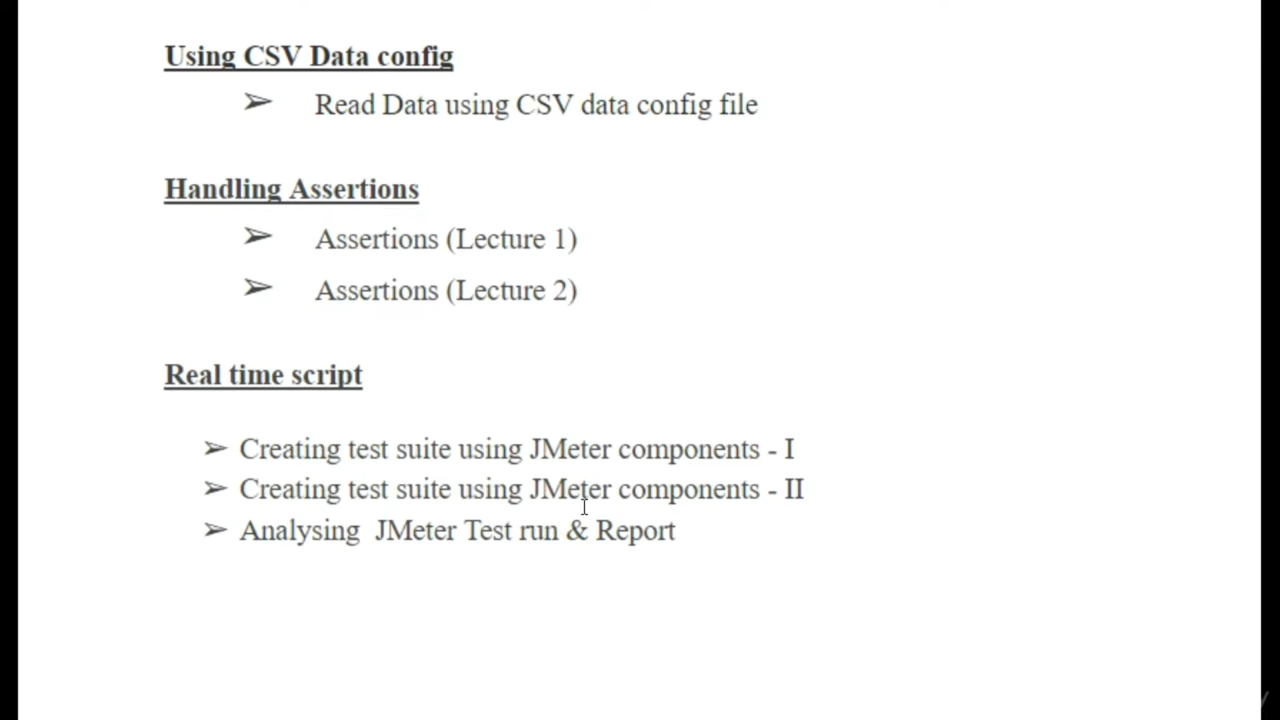 Using CSV Data config
➢ Read Data using CSV data config file
Handling Assertions
➢ Assertions (Lecture 1)
➢ Assertions (Lecture 2)
Real time script
➢ Creating test suite using JMeter components - I
➢ Creating test suite using JMeter components - II
➢ Analysing  JMeter Test run & Report